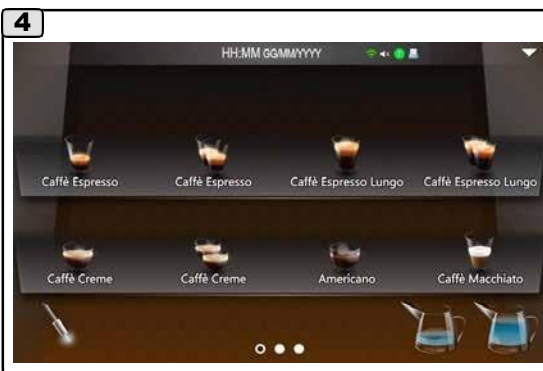 4
HH:MM GG/MM/YYYY
Caffè Espresso Caffè Espresso Caffè Espresso Lungo Caffè Espresso Lungo
Caffè Creme Caffè Creme Americano Caffè Macchiato